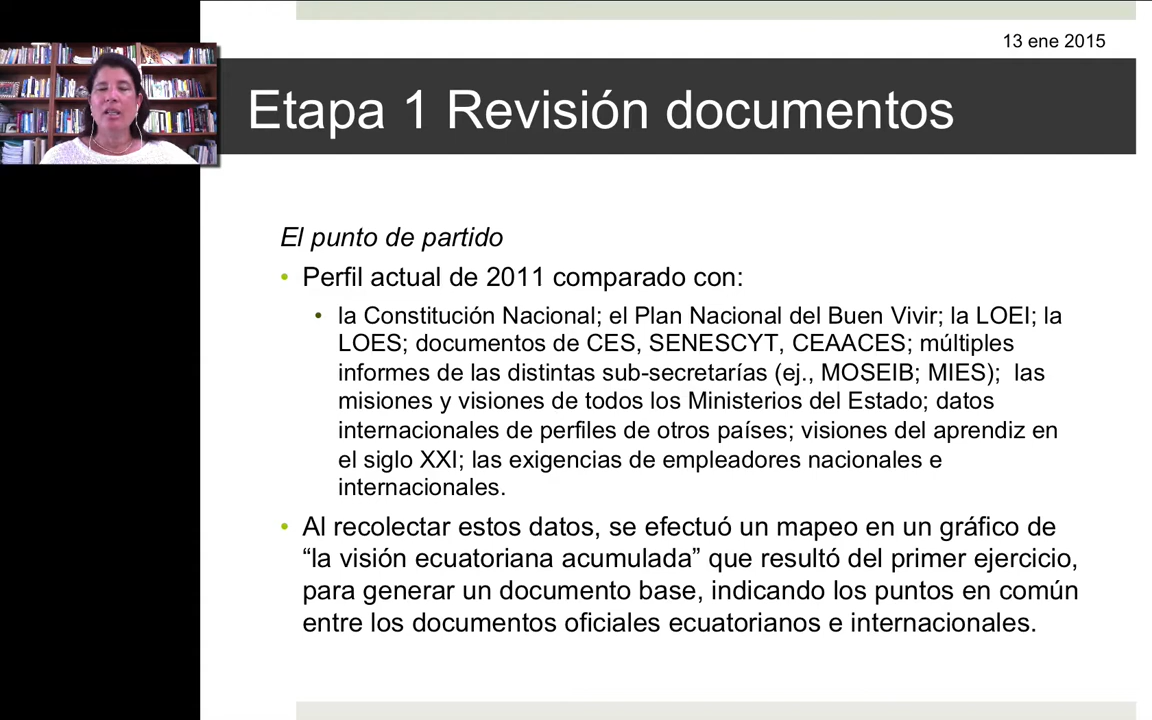 13 ene 2015
Etapa 1 Revisión documentos
El punto de partido
• Perfil actual de 2011 comparado con:
• la Constitución Nacional; el Plan Nacional del Buen Vivir; la LOEI; la
LOES; documentos de CES, SENESCYT, CEAACES; múltiples
informes de las distintas sub-secretarías (ej., MOSEIB; MIES); las
misiones y visiones de todos los Ministerios del Estado; datos
internacionales de perfiles de otros países; visiones del aprendiz en
el siglo XXI; las exigencias de empleadores nacionales e
internacionales.
• Al recolectar estos datos, se efectuó un mapeo en un gráfico de
“la visión ecuatoriana acumulada” que resultó del primer ejercicio,
para generar un documento base, indicando los puntos en común
entre los documentos oficiales ecuatorianos e internacionales.